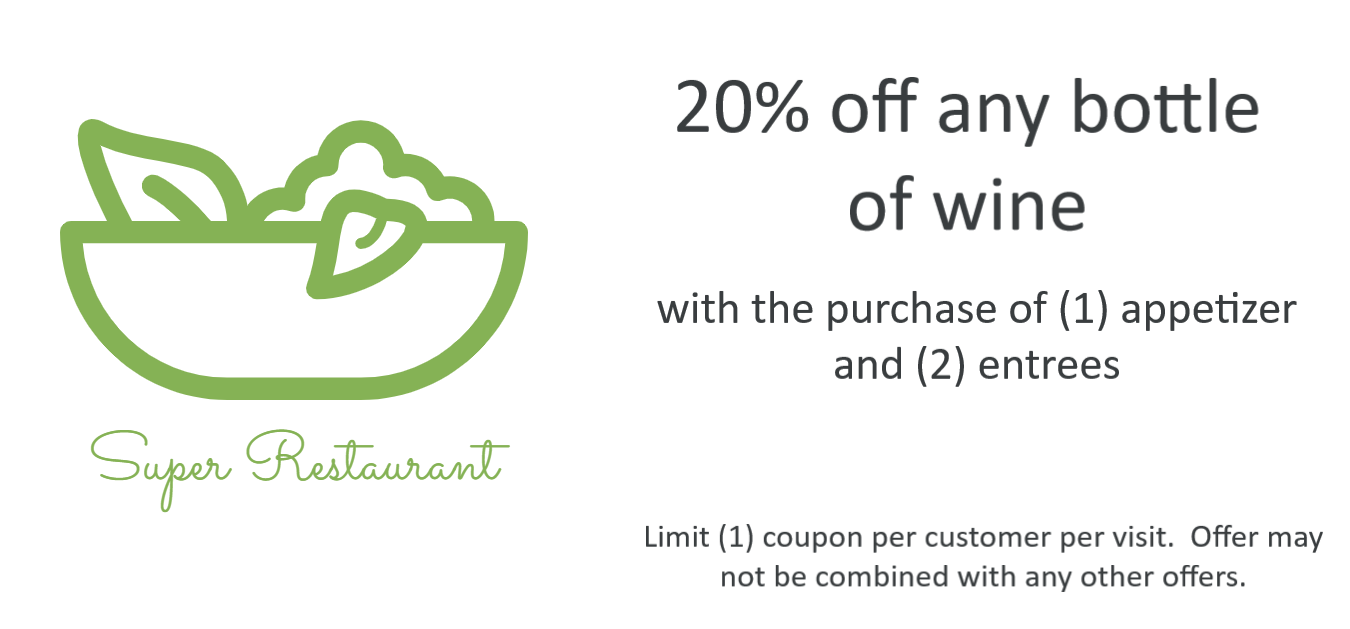 20% off any bottle
of wine
with the purchase of (1) appetizer
and (2) entrees
Super Restaurant
Limit (1) coupon per customer per visit.  Offer may
not be combined with any other offers.